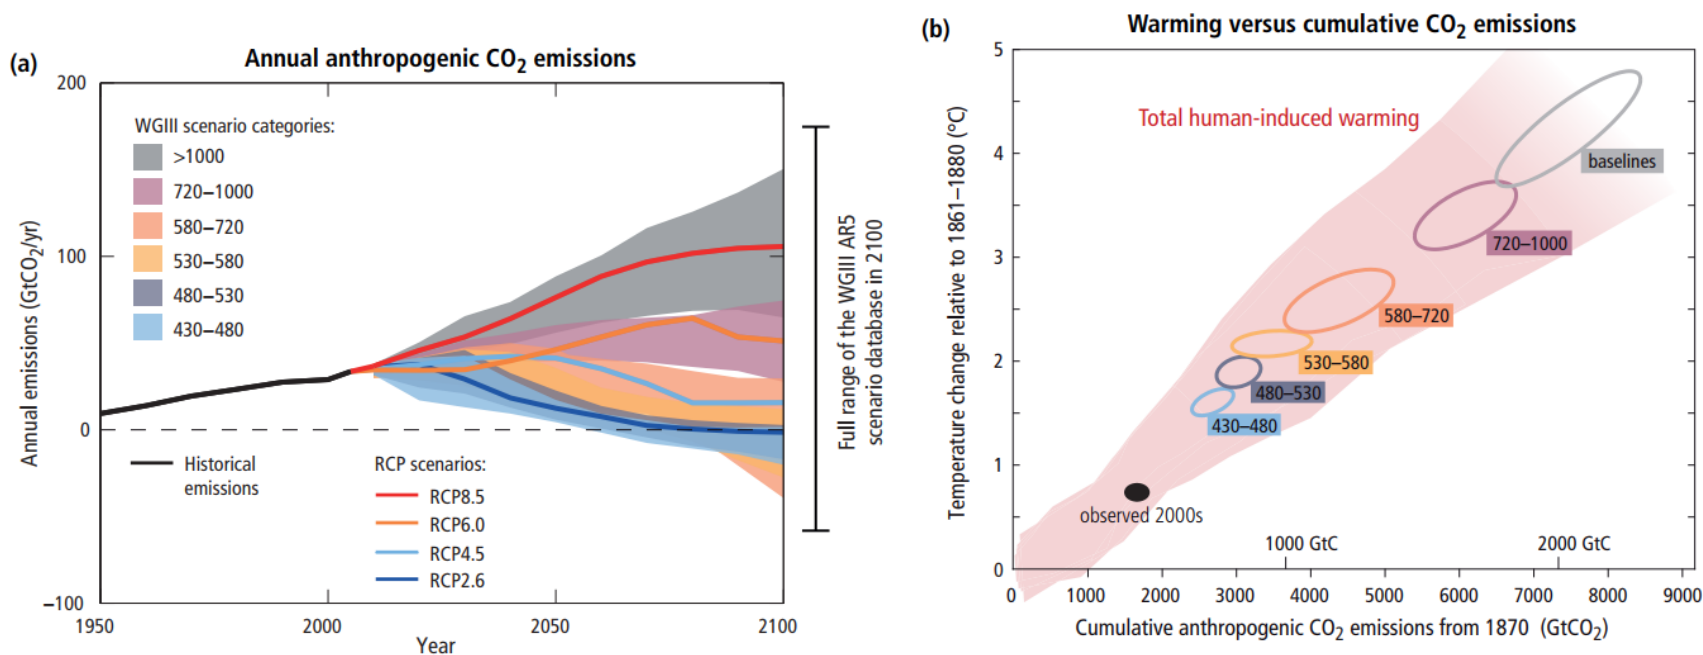 (a)
Annual anthropogenic CO₂ emissions
200
100
0
−100
Annual emissions (GtCO₂/yr)
WGIII scenario categories:
>1000
720−1000
580−720
530−580
480−530
430−480
Historical
emissions
RCP scenarios:
RCP8.5
RCP6.0
RCP4.5
RCP2.6
1950
2000
2050
2100
Year
Full range of the WGIII AR5
scenario database in 2100
(b)
Warming versus cumulative CO₂ emissions
5
4
3
2
1
0
Temperature change relative to 1861–1880 (°C)
Total human-induced warming
baselines
720–1000
580–720
530–580
480–530
430–480
observed 2000s
1000 GtC
2000 GtC
0
1000
2000
3000
4000
5000
6000
7000
8000
9000
Cumulative anthropogenic CO₂ emissions from 1870 (GtCO₂)